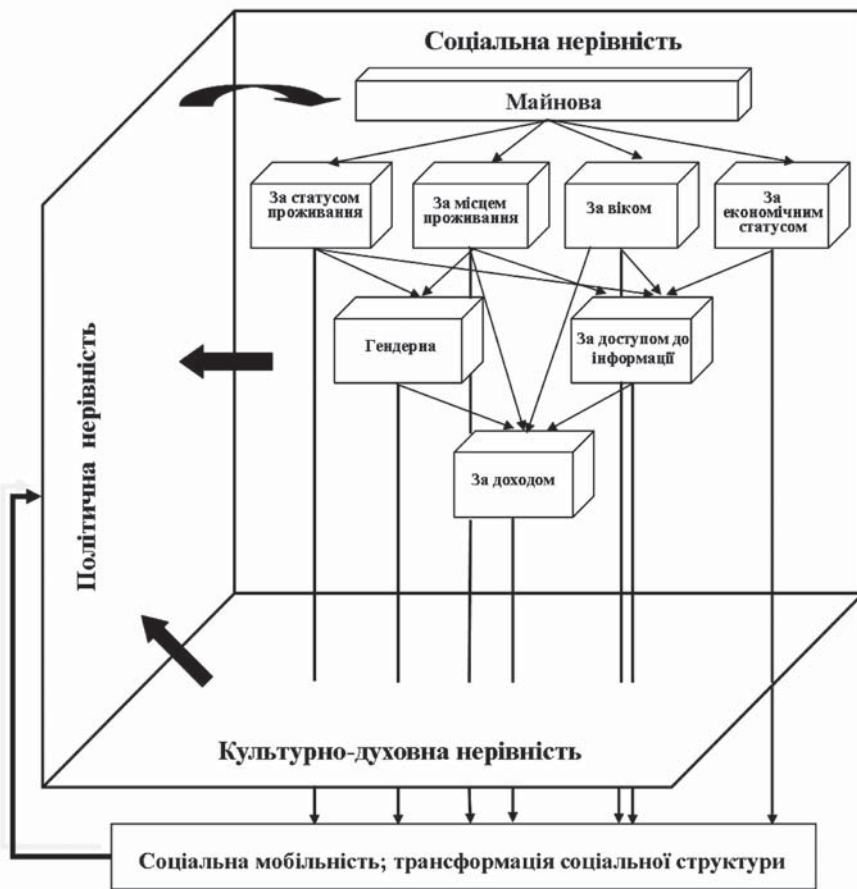 Соціальна нерівність
Майнова
За статусом
проживання
За місцем
проживання
За віком
За
економічним
статусом
Гендерна
За доступом до
інформації
За доходом
Політична нерівність
Культурно-духовна нерівність
Соціальна мобільність; трансформація соціальної структури